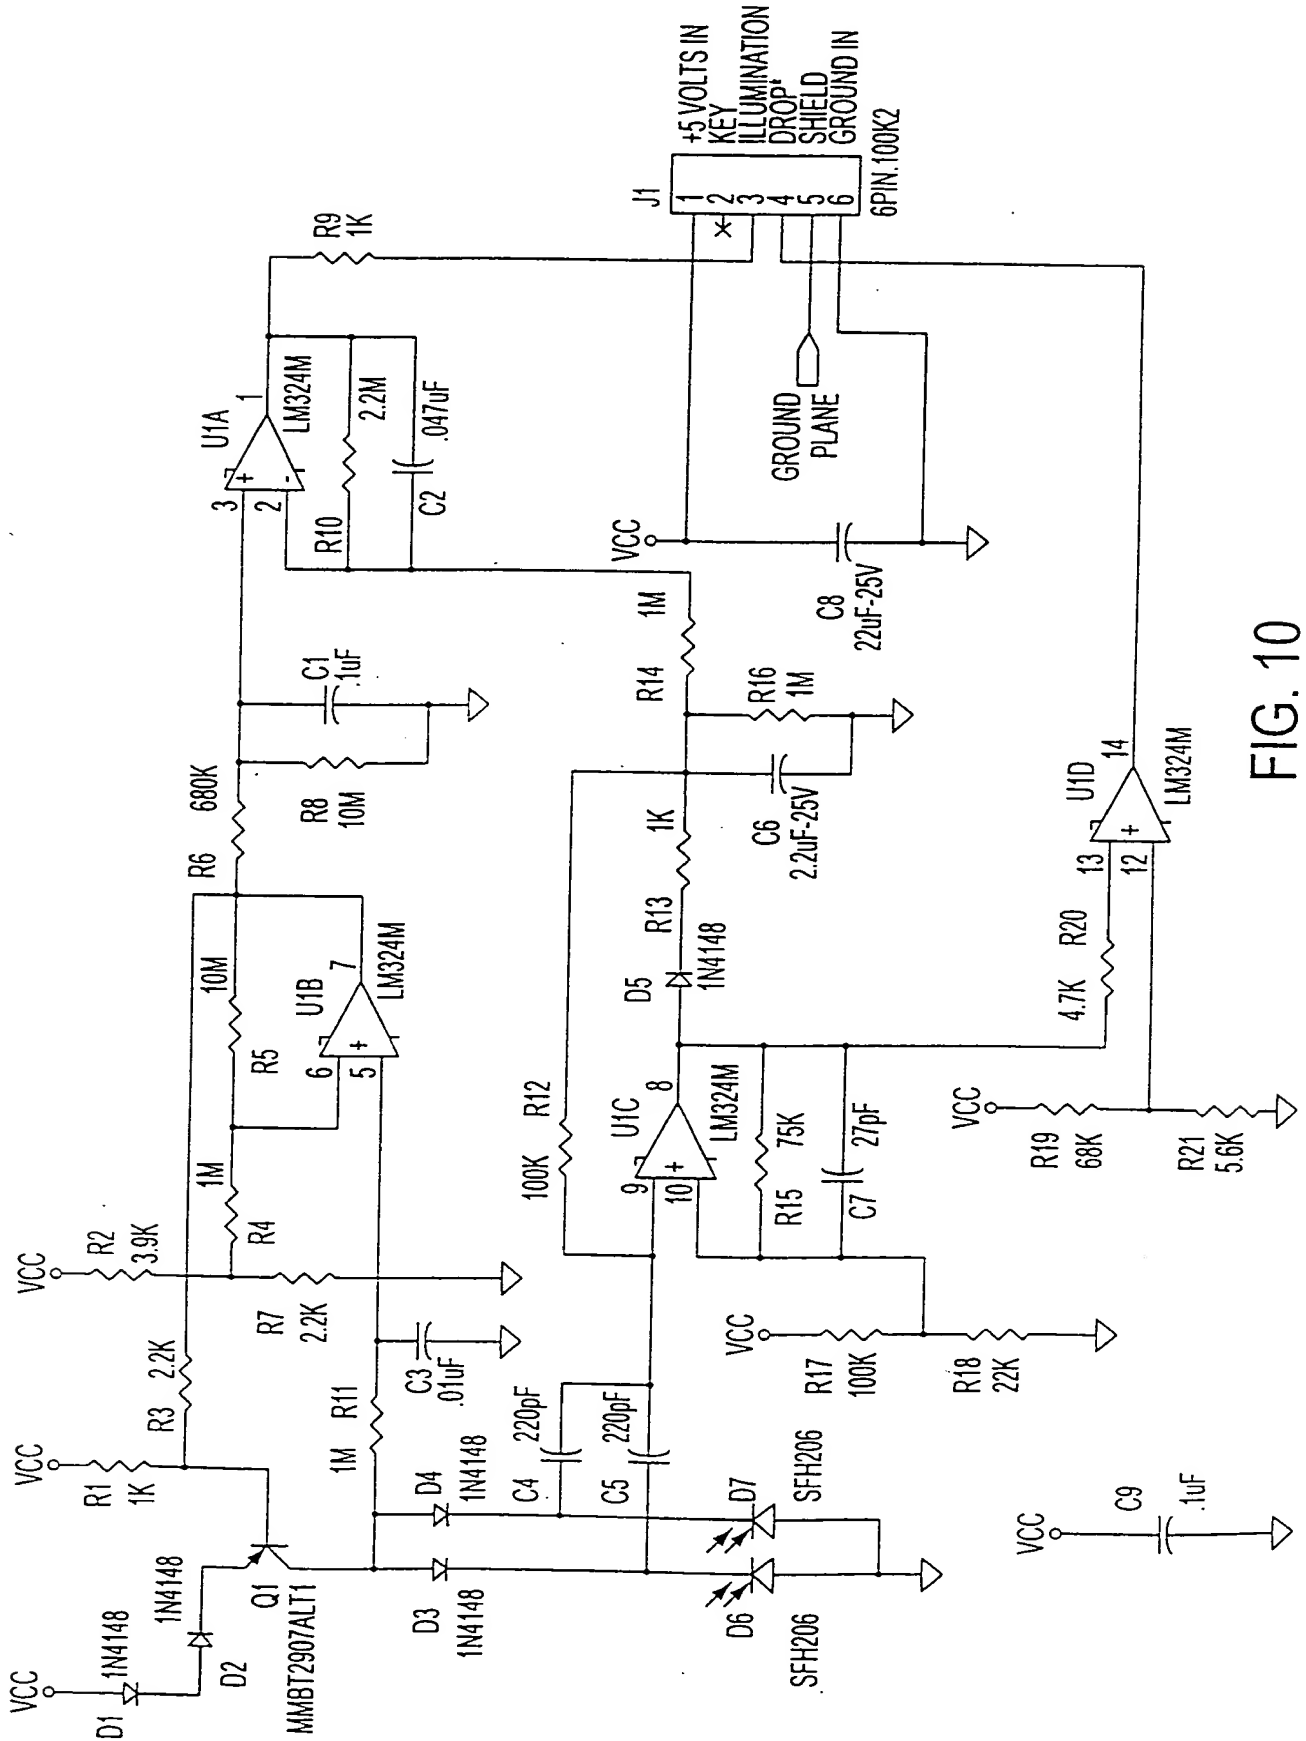 VCC
D1
1N4148
D2
1N4148
Q1
MMBT2907ALT1
VCC
R1
1K
R3
2.2K
VCC
R2
3.9K
R4
1M
R7
2.2K
R5
10M
6
5
U1B
+
7
LM324M
R6
680K
R8
10M
C1
.1uF
3
2
U1A
+
-
1
LM324M
R10
2.2M
C2
.047uF
R9
1K
R11
1M
C3
.01uF
D4
1N4148
D3
1N4148
C4
220pF
C5
220pF
D7
SFH206
D6
SFH206
R12
100K
9
10
U1C
+
8
LM324M
R15
75K
C7
27pF
VCC
R17
100K
R18
22K
D5
1N4148
R13
1K
C6
2.2uF-25V
R16
1M
R14
1M
VCC
C8
22uF-25V
GROUND
PLANE
J1
1 +5 VOLTS IN
2 KEY
3 ILLUMINATION
4 DROP*
5 SHIELD
6 GROUND IN
6PIN.100K2
VCC
R19
68K
R21
5.6K
R20
4.7K
13
12
U1D
+
14
LM324M
VCC
C9
.1uF
FIG. 10